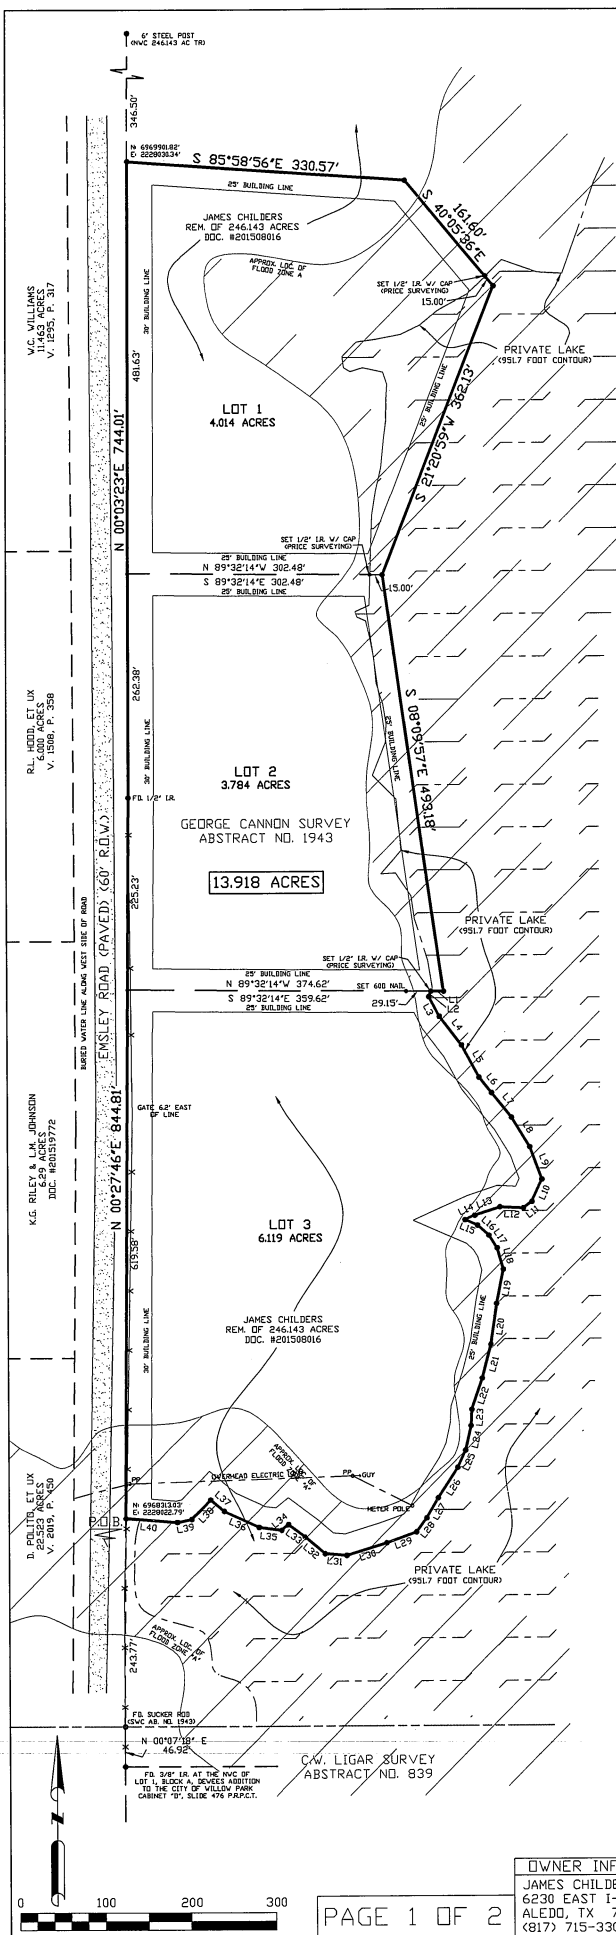 6' STEEL POST
(NWC 246.143 AC TR)
346.50'
N: 6969901.82'
E: 2228030.34'
S 85°58'56"E 330.57'
25' BUILDING LINE
161.60'
S 40°05'36"E
JAMES CHILDERS
REM. OF 246.143 ACRES
DOC. #201508016
APPROX. LOC. OF
FLOOD ZONE A
SET 1/2' I.R. W/ CAP
(PRICE SURVEYING)
15.00'
W.C. WILLIAMS
11.463 ACRES
V. 1295, P. 317
30' BUILDING LINE
481.63'
PRIVATE LAKE
(951.7 FOOT CONTOUR)
25' BUILDING LINE
S 21°20'59"W 362.13'
LOT 1
4.014 ACRES
N 00°03'23"E 744.01'
SET 1/2' I.R. W/ CAP
(PRICE SURVEYING)
25' BUILDING LINE
N 89°32'14"W 302.48'
S 89°32'14"E 302.48'
25' BUILDING LINE
15.00'
R.L. HOOD, ET UX
6.000 ACRES
V. 1508, P. 358
262.38'
30' BUILDING LINE
25' BUILDING LINE
S 08°09'57"E 493.18'
LOT 2
3.784 ACRES
FD. 1/2' I.R.
GEORGE CANNON SURVEY
ABSTRACT NO. 1943
13.918 ACRES
EMSLEY ROAD (PAVED) (60' R.O.W.)
BURIED WATER LINE ALONG WEST SIDE OF ROAD
225.23'
PRIVATE LAKE
(951.7 FOOT CONTOUR)
SET 1/2' I.R. W/ CAP
(PRICE SURVEYING)
25' BUILDING LINE
N 89°32'14"W 374.62'
SET 60D NAIL
S 89°32'14"E 359.62'
29.15'
25' BUILDING LINE
L1
L2
L3
L4
L5
L6
L7
L8
L9
L10
L11
L12
L13
L14
L15
L16
L17
L18
L19
L20
L21
L22
L23
L24
L25
L26
L27
L28
L29
L30
L31
L32
L33
L34
L35
L36
L37
L38
L39
L40
K.G. RILEY & L.M. JOHNSON
6.29 ACRES
DOC. #201519772
N 00°27'46"E 844.81'
GATE 6.2' EAST
OF LINE
LOT 3
6.119 ACRES
619.58'
JAMES CHILDERS
REM. OF 246.143 ACRES
DOC. #201508016
30' BUILDING LINE
25' BUILDING LINE
D. POLITO, ET UX
22.523 ACRES
V. 2019, P. 450
APPROX. LOC. OF
FLOOD ZONE "A"
PP
OVERHEAD ELECTRIC LINE
PP
GUY
METER POLE
N: 6968313.03'
E: 2228022.79'
P.O.B.
PRIVATE LAKE
(951.7 FOOT CONTOUR)
APPROX. LOC. OF
FLOOD ZONE "A"
243.77'
FD. SUCKER ROD
(SWC AB. NO. 1943)
N 00°07'18" E
46.92'
C.W. LIGAR SURVEY
ABSTRACT NO. 839
FD. 3/8" I.R. AT THE NWC OF
LOT 1, BLOCK A, DEWEES ADDITION
TO THE CITY OF WILLOW PARK
CABINET "D", SLIDE 476 P.R.P.C.T.
N
0 100 200 300
PAGE 1 OF 2
OWNER INF
JAMES CHILDE
6230 EAST I-
ALEDO, TX 7
(817) 715-330